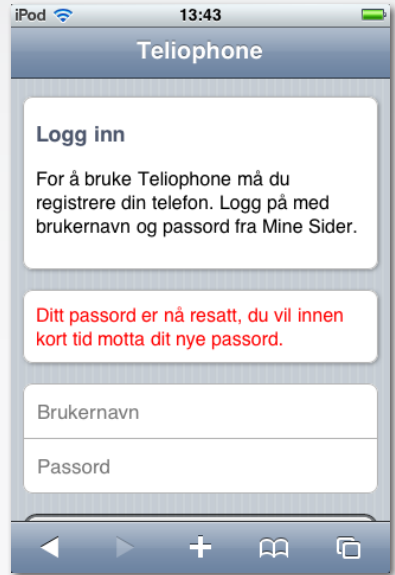 iPod 13:43
Teliophone
Logg inn
For å bruke Teliophone må du
registrere din telefon. Logg på med
brukernavn og passord fra Mine Sider.
Ditt passord er nå resatt, du vil innen
kort tid motta dit nye passord.
Brukernavn
Passord